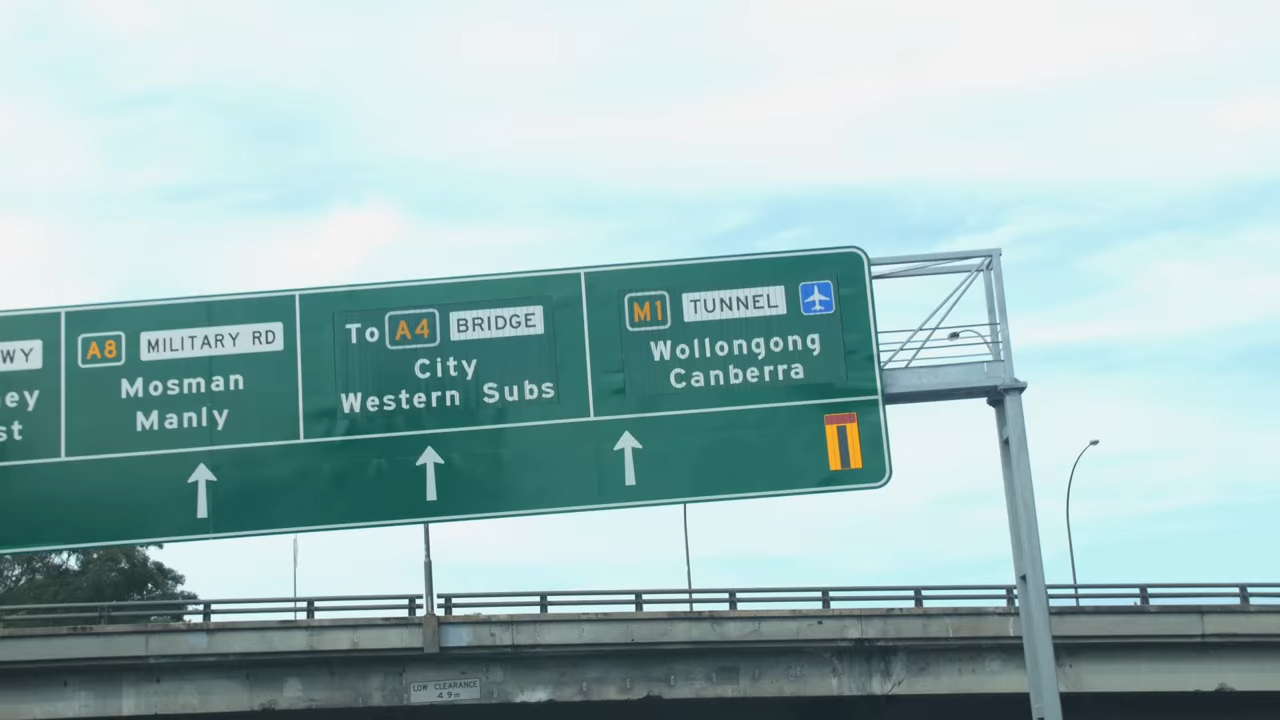 A8 MILITARY RD
Mosman
Manly
To A4 BRIDGE
City
Western Subs
M1 TUNNEL
Wollongong
Canberra
LOW CLEARANCE
4.9m